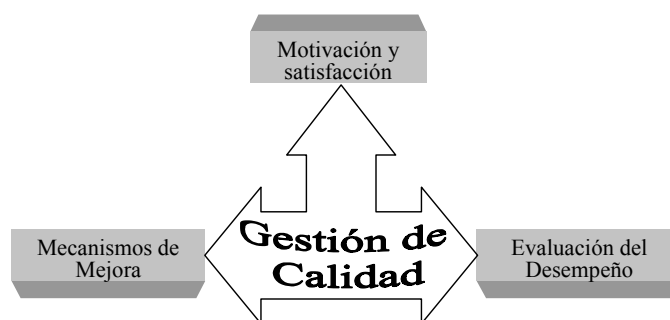 Motivación y
satisfacción
Gestión de
Calidad
Mecanismos de
Mejora
Evaluación del
Desempeño